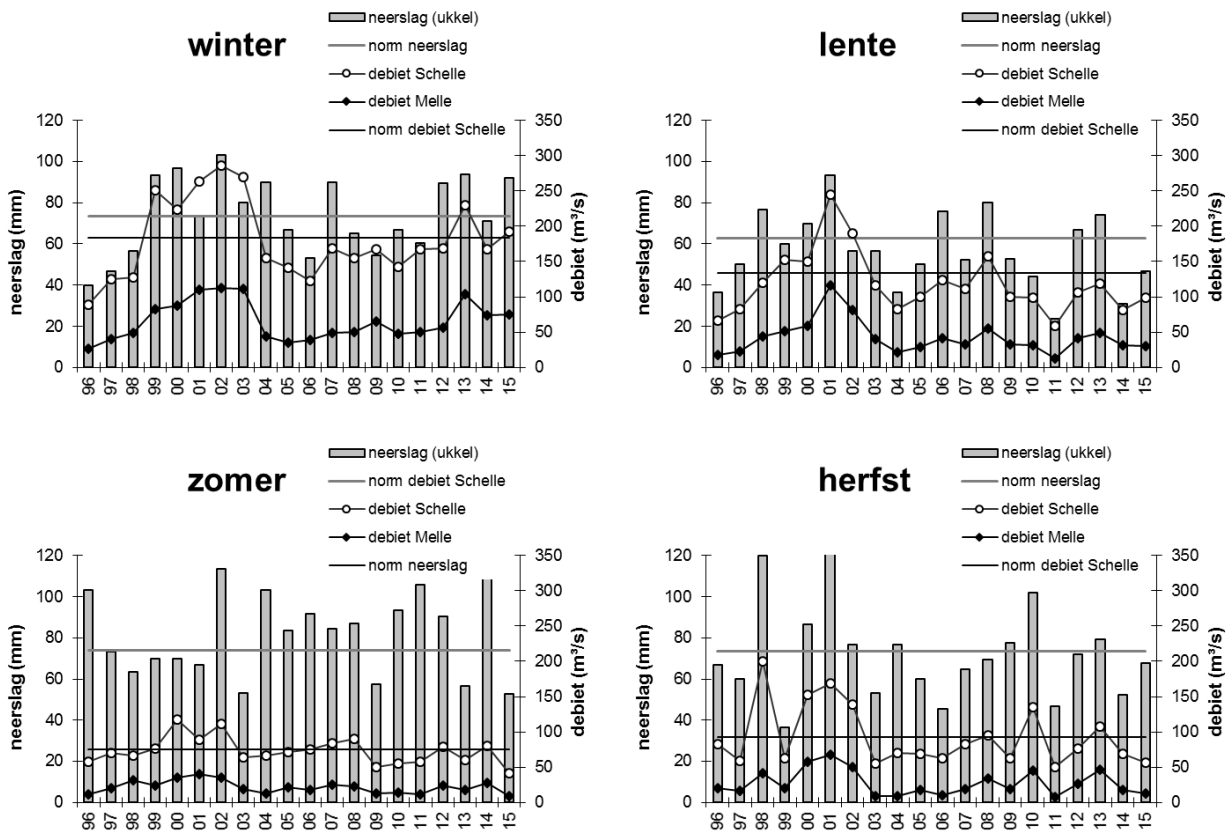 winter
neerslag (ukkel)
norm neerslag
debiet Schelle
debiet Melle
norm debiet Schelle
neerslag (mm)
120
100
80
60
40
20
0
debiet (m³/s)
350
300
250
200
150
100
50
0
96 97 98 99 00 01 02 03 04 05 06 07 08 09 10 11 12 13 14 15
lente
neerslag (ukkel)
norm neerslag
debiet Schelle
debiet Melle
norm debiet Schelle
neerslag (mm)
120
100
80
60
40
20
0
debiet (m³/s)
350
300
250
200
150
100
50
0
96 97 98 99 00 01 02 03 04 05 06 07 08 09 10 11 12 13 14 15
zomer
neerslag (ukkel)
norm debiet Schelle
debiet Schelle
debiet Melle
norm neerslag
neerslag (mm)
120
100
80
60
40
20
0
debiet (m³/s)
350
300
250
200
150
100
50
0
96 97 98 99 00 01 02 03 04 05 06 07 08 09 10 11 12 13 14 15
herfst
neerslag (ukkel)
norm neerslag
debiet Schelle
debiet Melle
norm debiet Schelle
neerslag (mm)
120
100
80
60
40
20
0
debiet (m³/s)
350
300
250
200
150
100
50
0
96 97 98 99 00 01 02 03 04 05 06 07 08 09 10 11 12 13 14 15